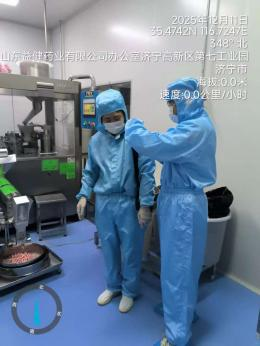 2025年12月11日
35.4742N 116.7247E
348° 北
山东益健药业有限公司办公室济宁高新区第七工业园
济宁市
海拔:0.0米
速度:0.0公里/小时